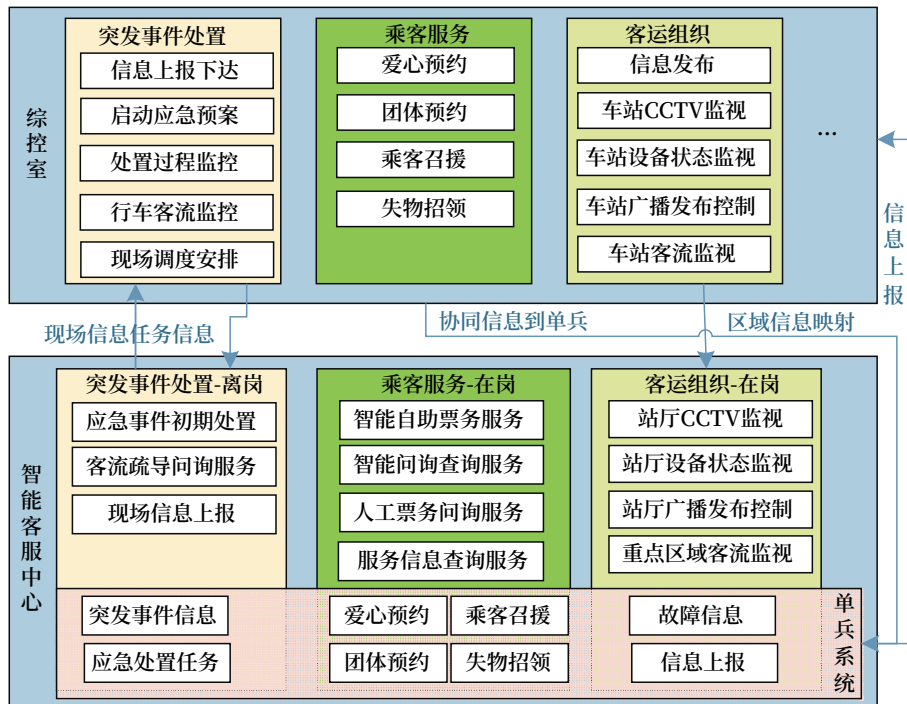 综控室
突发事件处置
信息上报下达
启动应急预案
处置过程监控
行车客流监控
现场调度安排
乘客服务
爱心预约
团体预约
乘客召援
失物招领
客运组织
信息发布
车站CCTV监视
车站设备状态监视
车站广播发布控制
车站客流监视
...
信息上报
现场信息任务信息
协同信息到单兵
区域信息映射
智能客服中心
突发事件处置-离岗
应急事件初期处置
客流疏导问询服务
现场信息上报
乘客服务-在岗
智能自助票务服务
智能问询查询服务
人工票务问询服务
服务信息查询服务
客运组织-在岗
站厅CCTV监视
站厅设备状态监视
站厅广播发布控制
重点区域客流监视
单兵系统
突发事件信息
应急处置任务
爱心预约
乘客召援
团体预约
失物招领
故障信息
信息上报